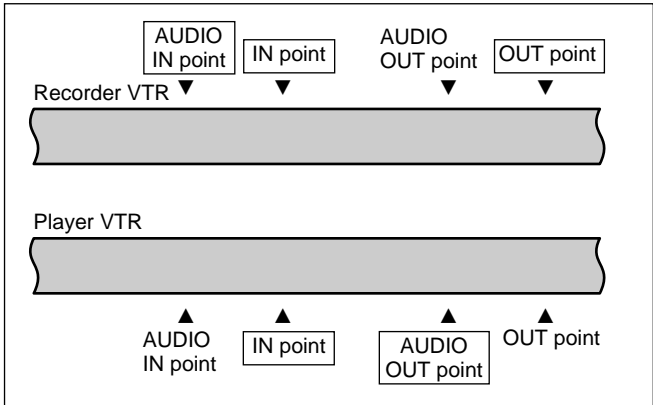 AUDIO
IN point
IN point
AUDIO
OUT point
OUT point
Recorder VTR
Player VTR
AUDIO
IN point
IN point
AUDIO
OUT point
OUT point